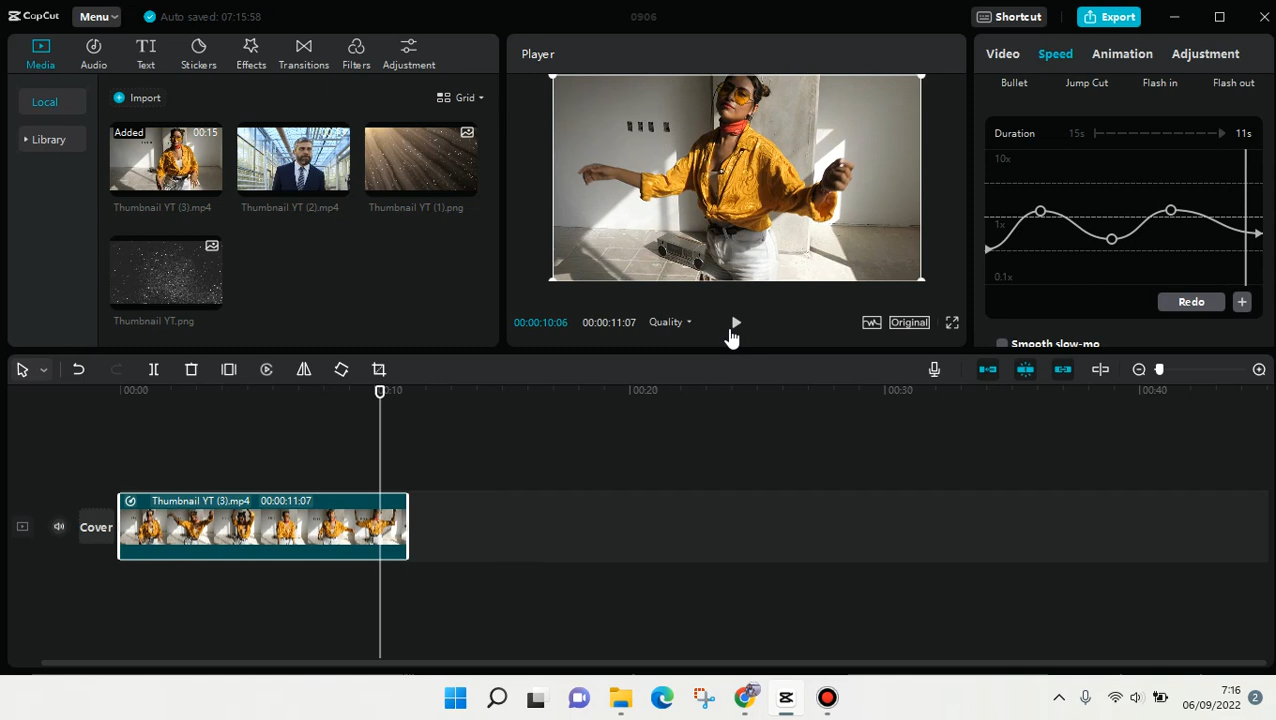 CapCut Menu Auto saved: 07:15:58 0906 Shortcut Export
Media Audio Text Stickers Effects Transitions Filters Adjustment
Local
Library
Import Grid
Added 00:15
Thumbnail YT (3).mp4 Thumbnail YT (2).mp4 Thumbnail YT (1).png
Thumbnail YT.png
Player
00:00:10:06 00:00:11:07 Quality Original
Video Speed Animation Adjustment
Bullet Jump Cut Flash in Flash out
Duration 15s 11s
10x
1x
0.1x
Redo
Smooth slow-mo
00:00 0:10 00:20 00:30 00:40
Thumbnail YT (3).mp4 00:00:11:07
Cover
7:16
06/09/2022 2